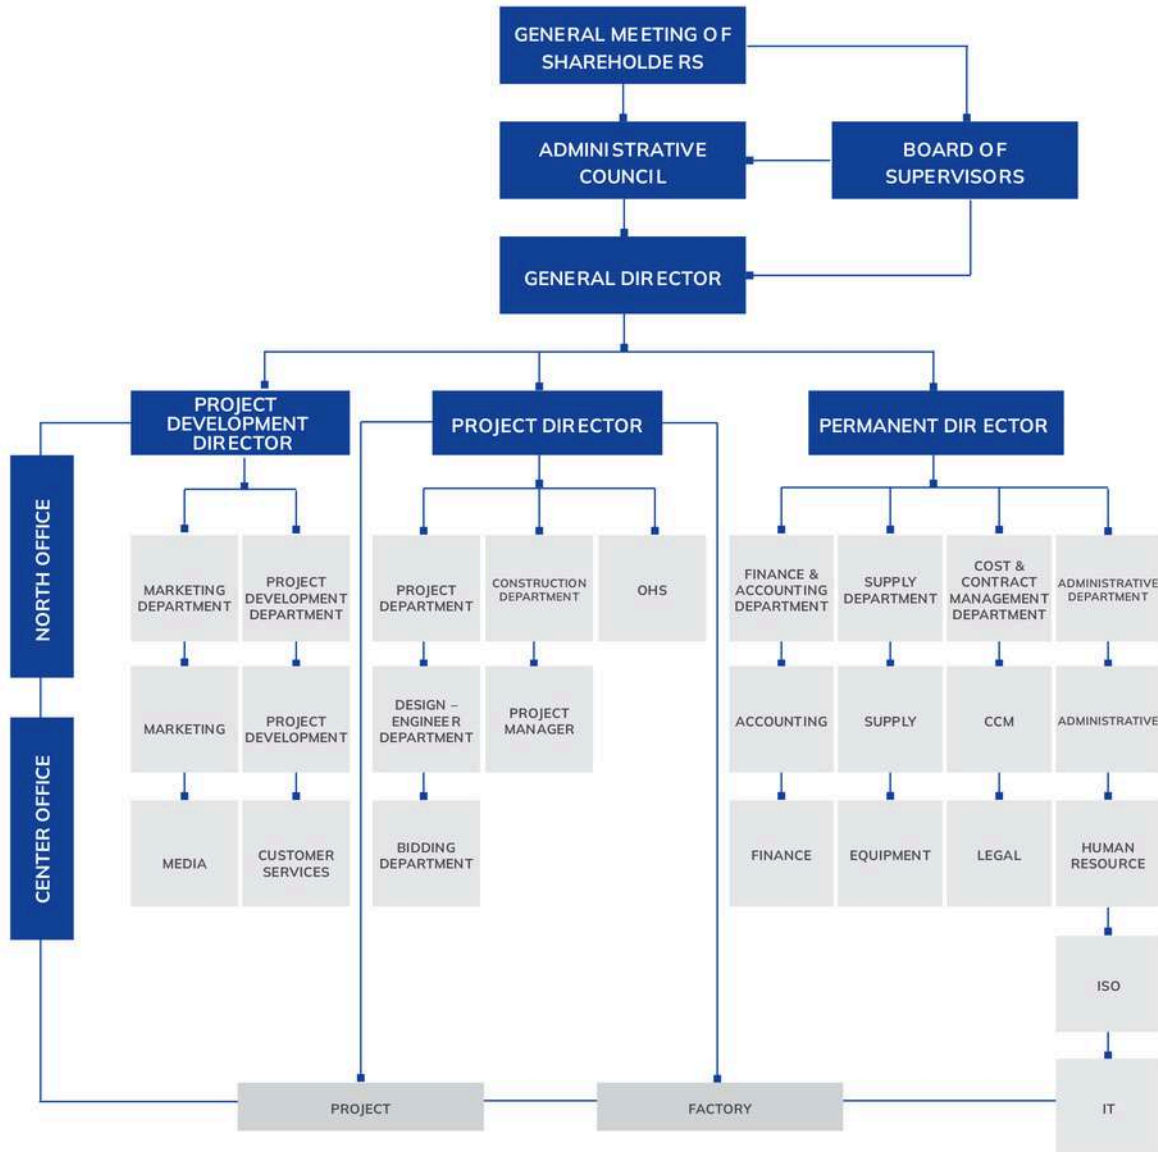 GENERAL MEETING OF
SHAREHOLDERS
ADMINISTRATIVE
COUNCIL
BOARD OF
SUPERVISORS
GENERAL DIRECTOR
PROJECT
DEVELOPMENT
DIRECTOR
PROJECT DIRECTOR
PERMANENT DIRECTOR
NORTH OFFICE
CENTER OFFICE
MARKETING
DEPARTMENT
PROJECT
DEVELOPMENT
DEPARTMENT
PROJECT
DEPARTMENT
CONSTRUCTION
DEPARTMENT
OHS
FINANCE &
ACCOUNTING
DEPARTMENT
SUPPLY
DEPARTMENT
COST &
CONTRACT
MANAGEMENT
DEPARTMENT
ADMINISTRATIVE
DEPARTMENT
MARKETING
PROJECT
DEVELOPMENT
DESIGN –
ENGINEER
DEPARTMENT
PROJECT
MANAGER
ACCOUNTING
SUPPLY
CCM
ADMINISTRATIVE
MEDIA
CUSTOMER
SERVICES
BIDDING
DEPARTMENT
FINANCE
EQUIPMENT
LEGAL
HUMAN
RESOURCE
ISO
PROJECT
FACTORY
IT